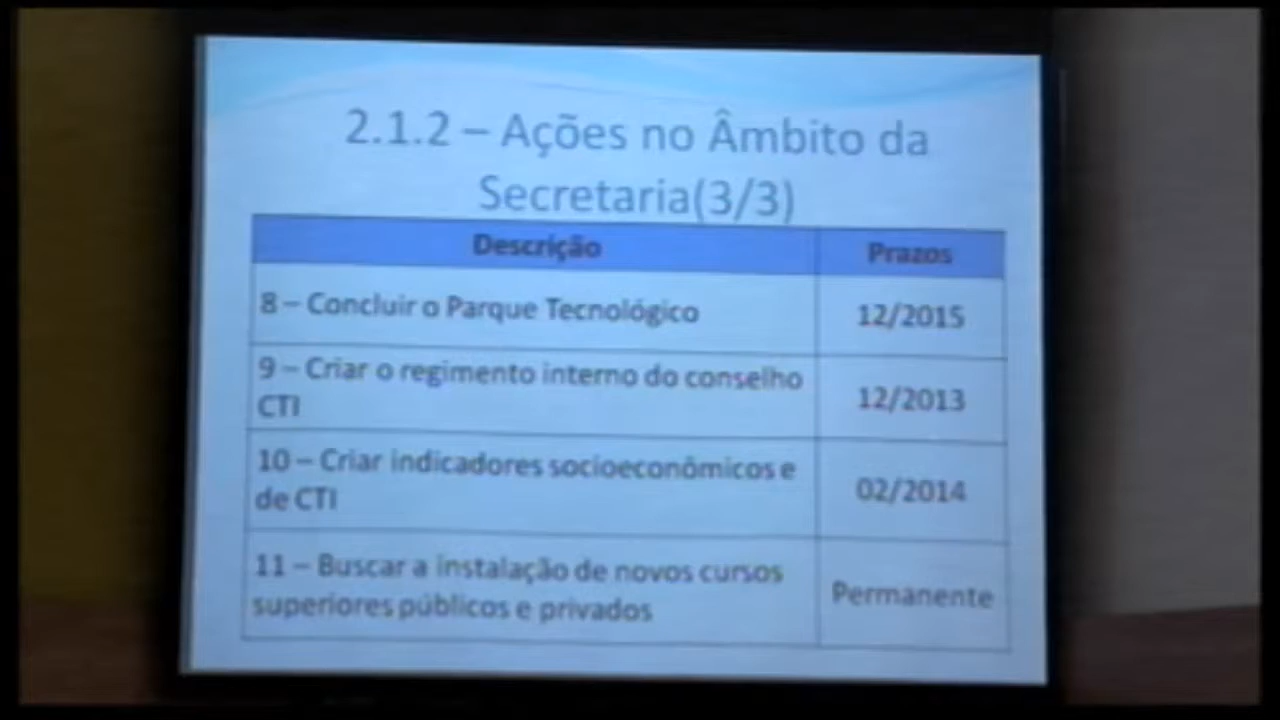 2.1.2 – Ações no Âmbito da
Secretaria(3/3)
Descrição Prazos
8 – Concluir o Parque Tecnológico 12/2015
9 – Criar o regimento interno do conselho
CTI 12/2013
10 – Criar indicadores socioeconômicos e
de CTI 02/2014
11 – Buscar a instalação de novos cursos
superiores públicos e privados Permanente